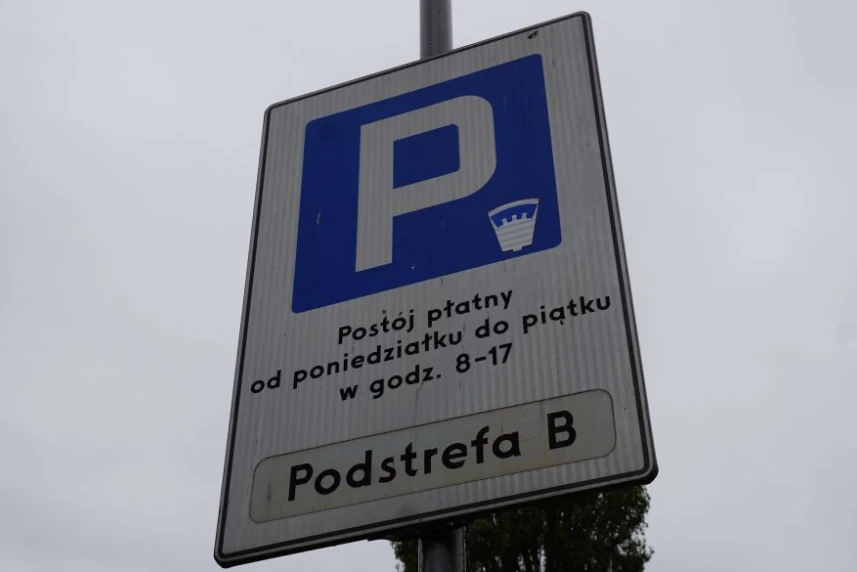 P
Postój płatny
od poniedziałku do piątku
w godz. 8-17
Podstrefa B